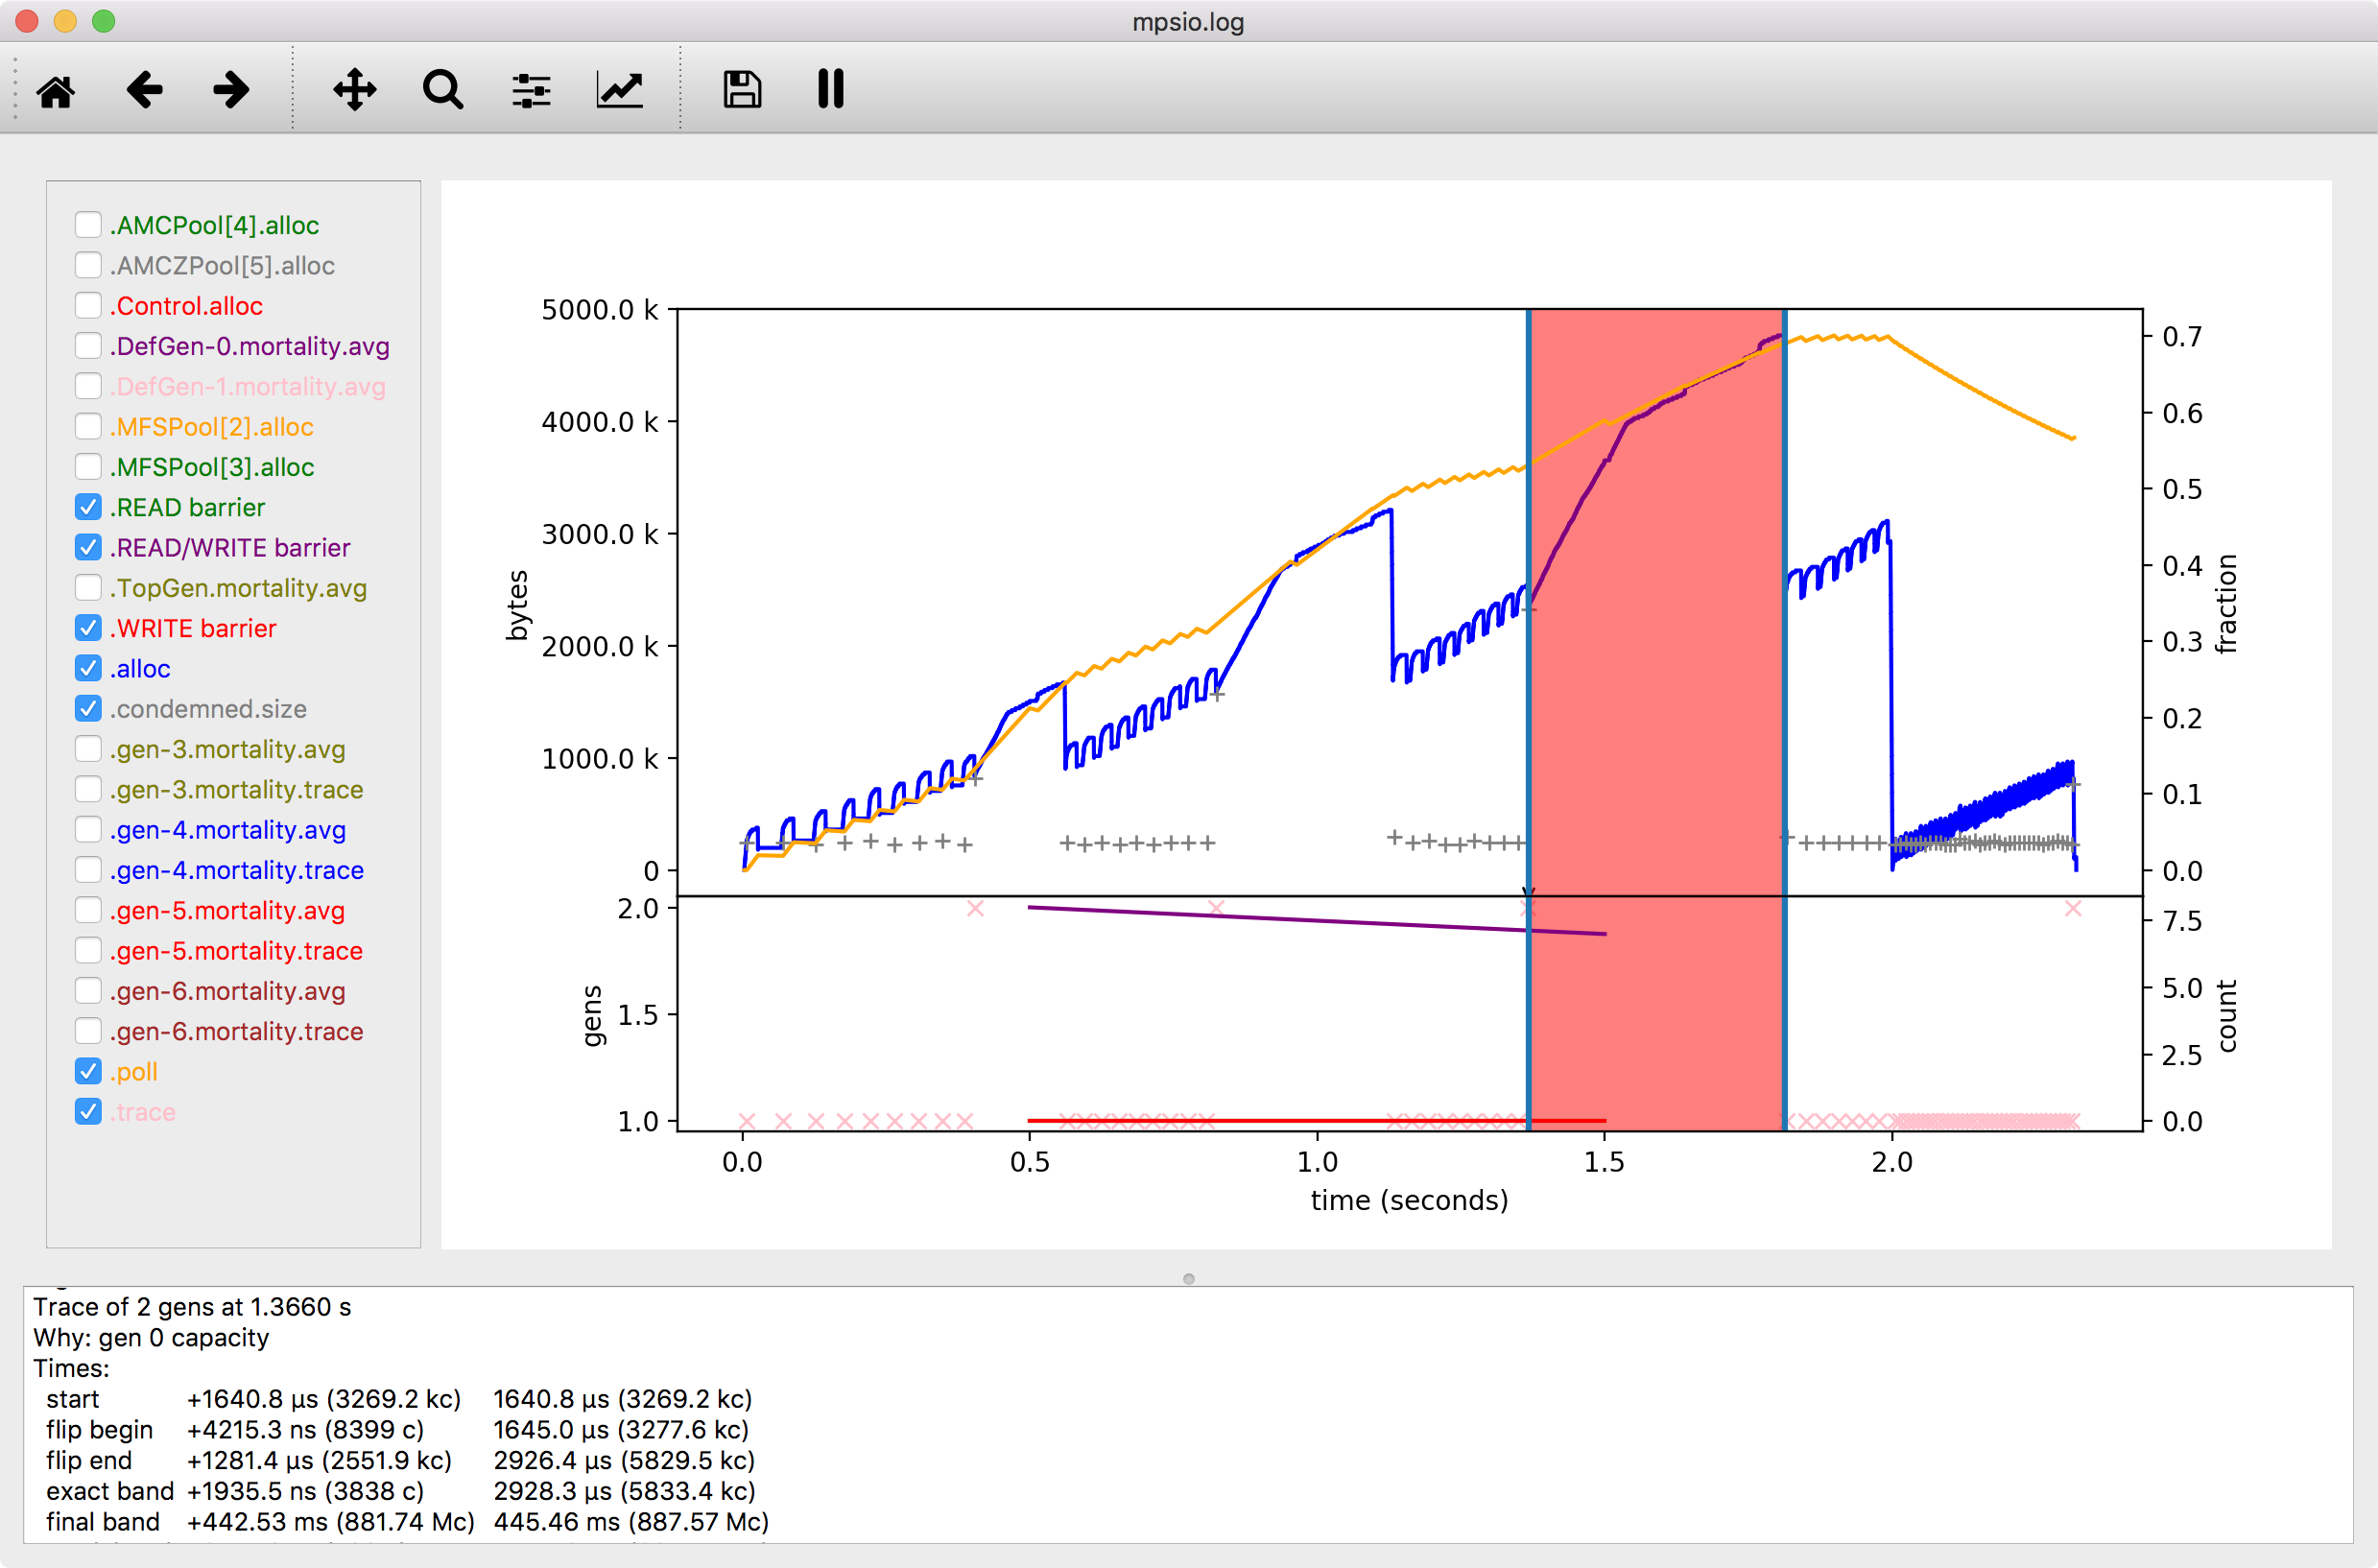 mpsio.log
.AMCPool[4].alloc
.AMCZPool[5].alloc
.Control.alloc
.DefGen-0.mortality.avg
.DefGen-1.mortality.avg
.MFSPool[2].alloc
.MFSPool[3].alloc
.READ barrier
.READ/WRITE barrier
.TopGen.mortality.avg
.WRITE barrier
.alloc
.condemned.size
.gen-3.mortality.avg
.gen-3.mortality.trace
.gen-4.mortality.avg
.gen-4.mortality.trace
.gen-5.mortality.avg
.gen-5.mortality.trace
.gen-6.mortality.avg
.gen-6.mortality.trace
.poll
.trace
bytes
5000.0 k
4000.0 k
3000.0 k
2000.0 k
1000.0 k
0
0.7
0.6
0.5
0.4
0.3
0.2
0.1
0.0
fraction
gens
2.0
1.5
1.0
7.5
5.0
2.5
0.0
count
0.0 0.5 1.0 1.5 2.0
time (seconds)
Trace of 2 gens at 1.3660 s
Why: gen 0 capacity
Times:
start +1640.8 µs (3269.2 kc) 1640.8 µs (3269.2 kc)
flip begin +4215.3 ns (8399 c) 1645.0 µs (3277.6 kc)
flip end +1281.4 µs (2551.9 kc) 2926.4 µs (5829.5 kc)
exact band +1935.5 ns (3838 c) 2928.3 µs (5833.4 kc)
final band +442.53 ms (881.74 Mc) 445.46 ms (887.57 Mc)